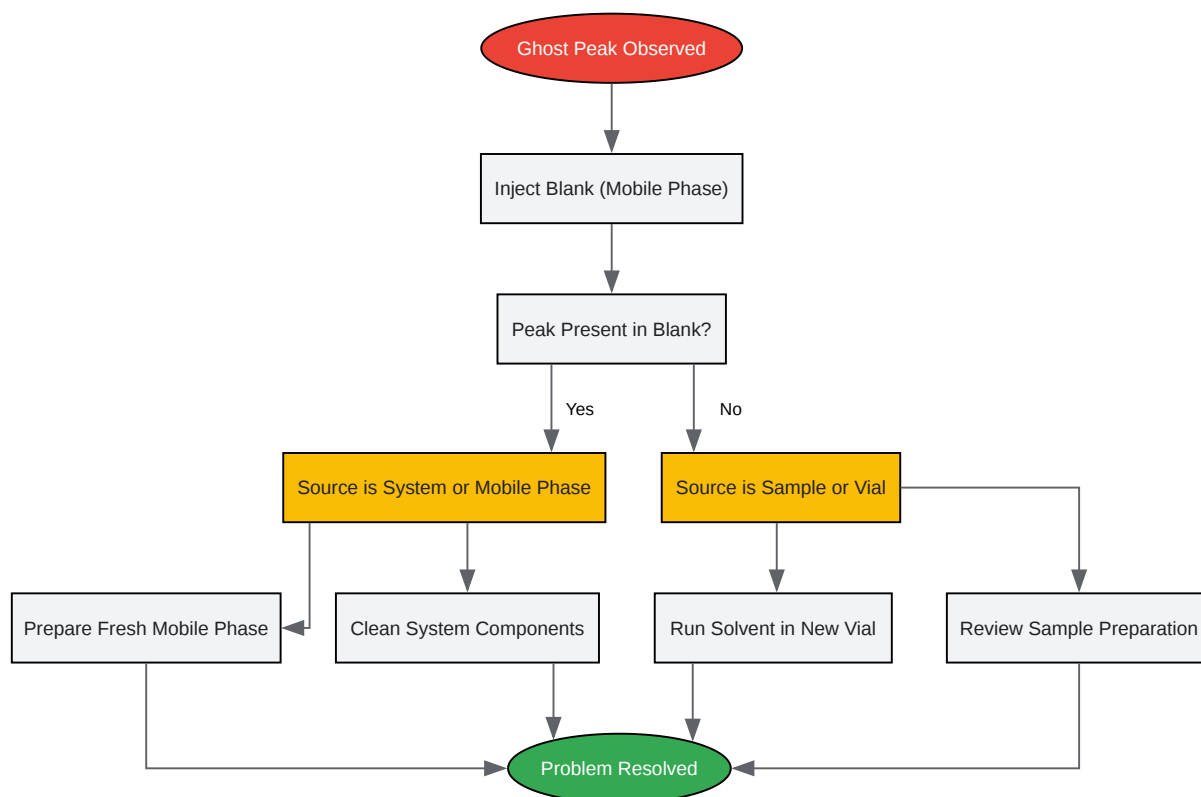 Ghost Peak Observed
Inject Blank (Mobile Phase)
Peak Present in Blank?
Yes
No
Source is System or Mobile Phase
Source is Sample or Vial
Prepare Fresh Mobile Phase
Clean System Components
Run Solvent in New Vial
Review Sample Preparation
Problem Resolved